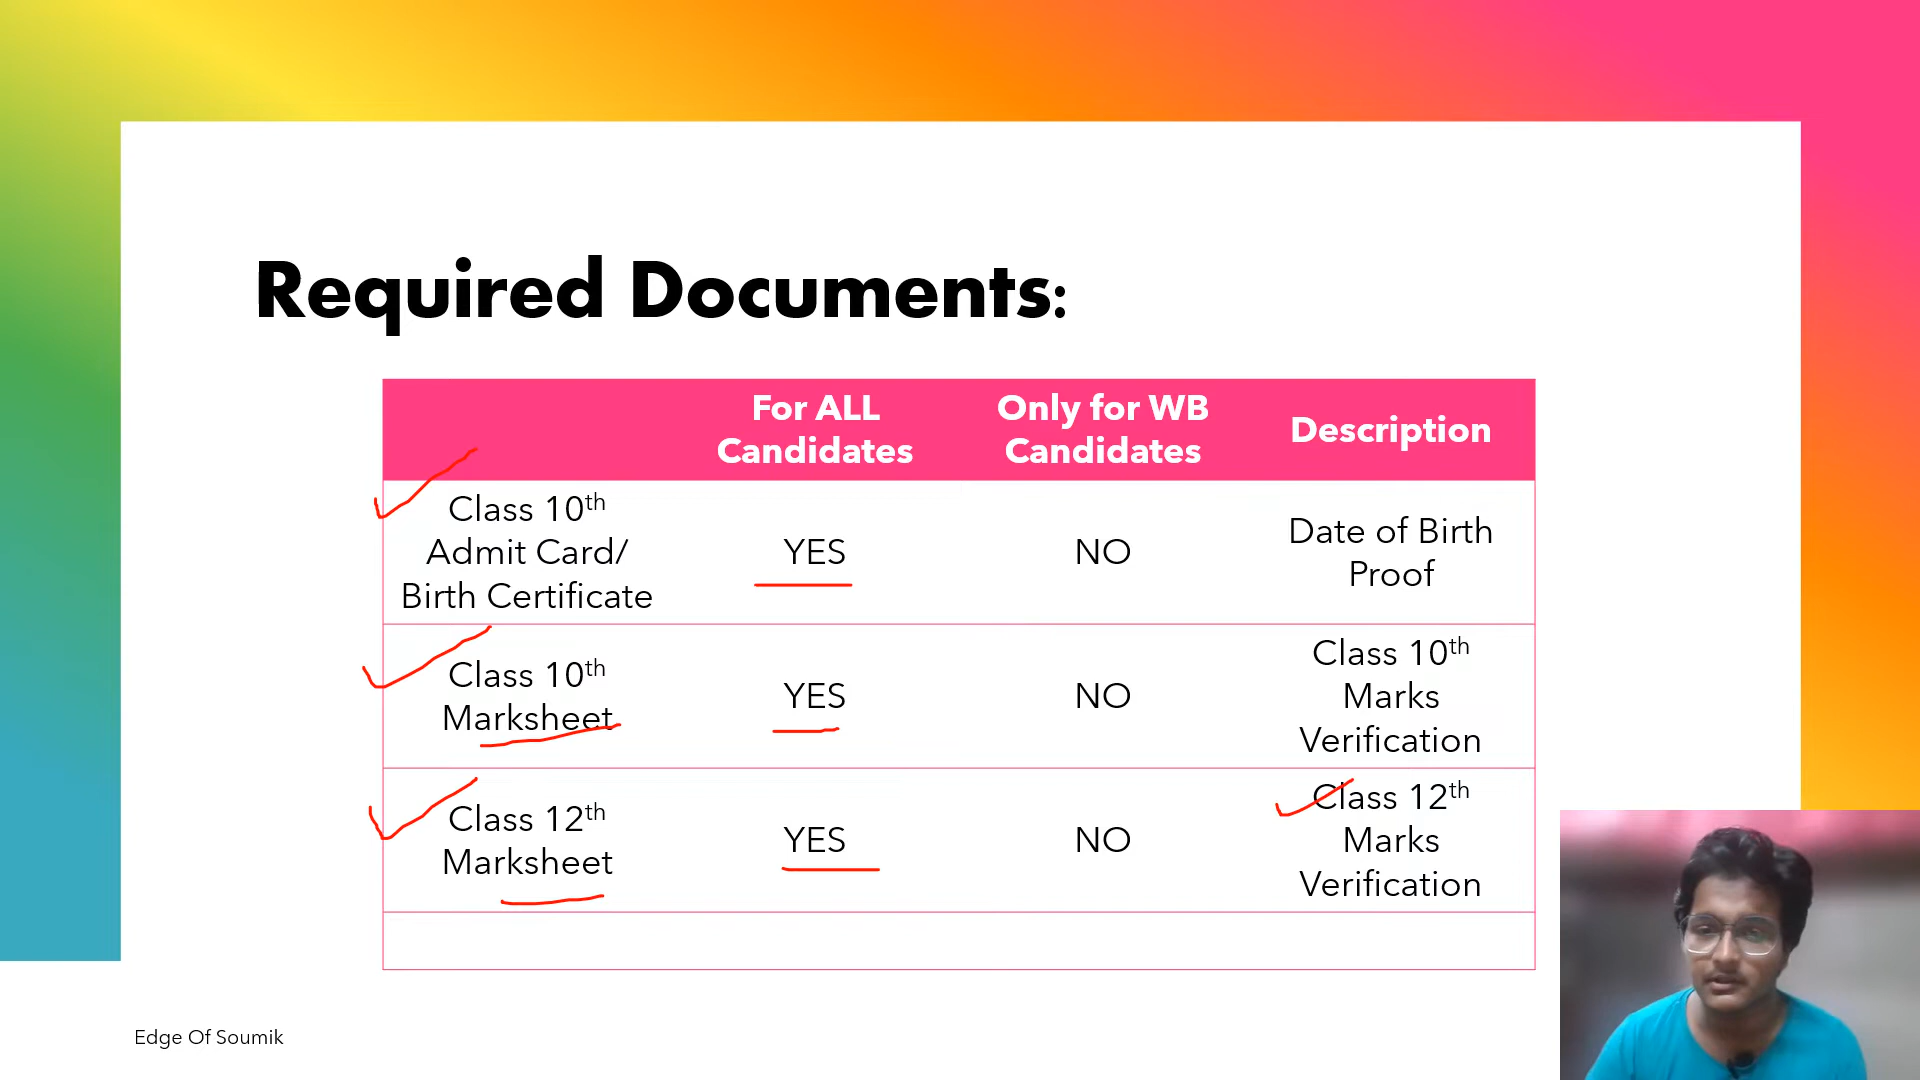 Required Documents:
For ALL Candidates
Only for WB Candidates
Description
Class 10th
Admit Card/
Birth Certificate
YES
NO
Date of Birth
Proof
Class 10th
Marksheet
YES
NO
Class 10th
Marks
Verification
Class 12th
Marksheet
YES
NO
Class 12th
Marks
Verification
Edge Of Soumik